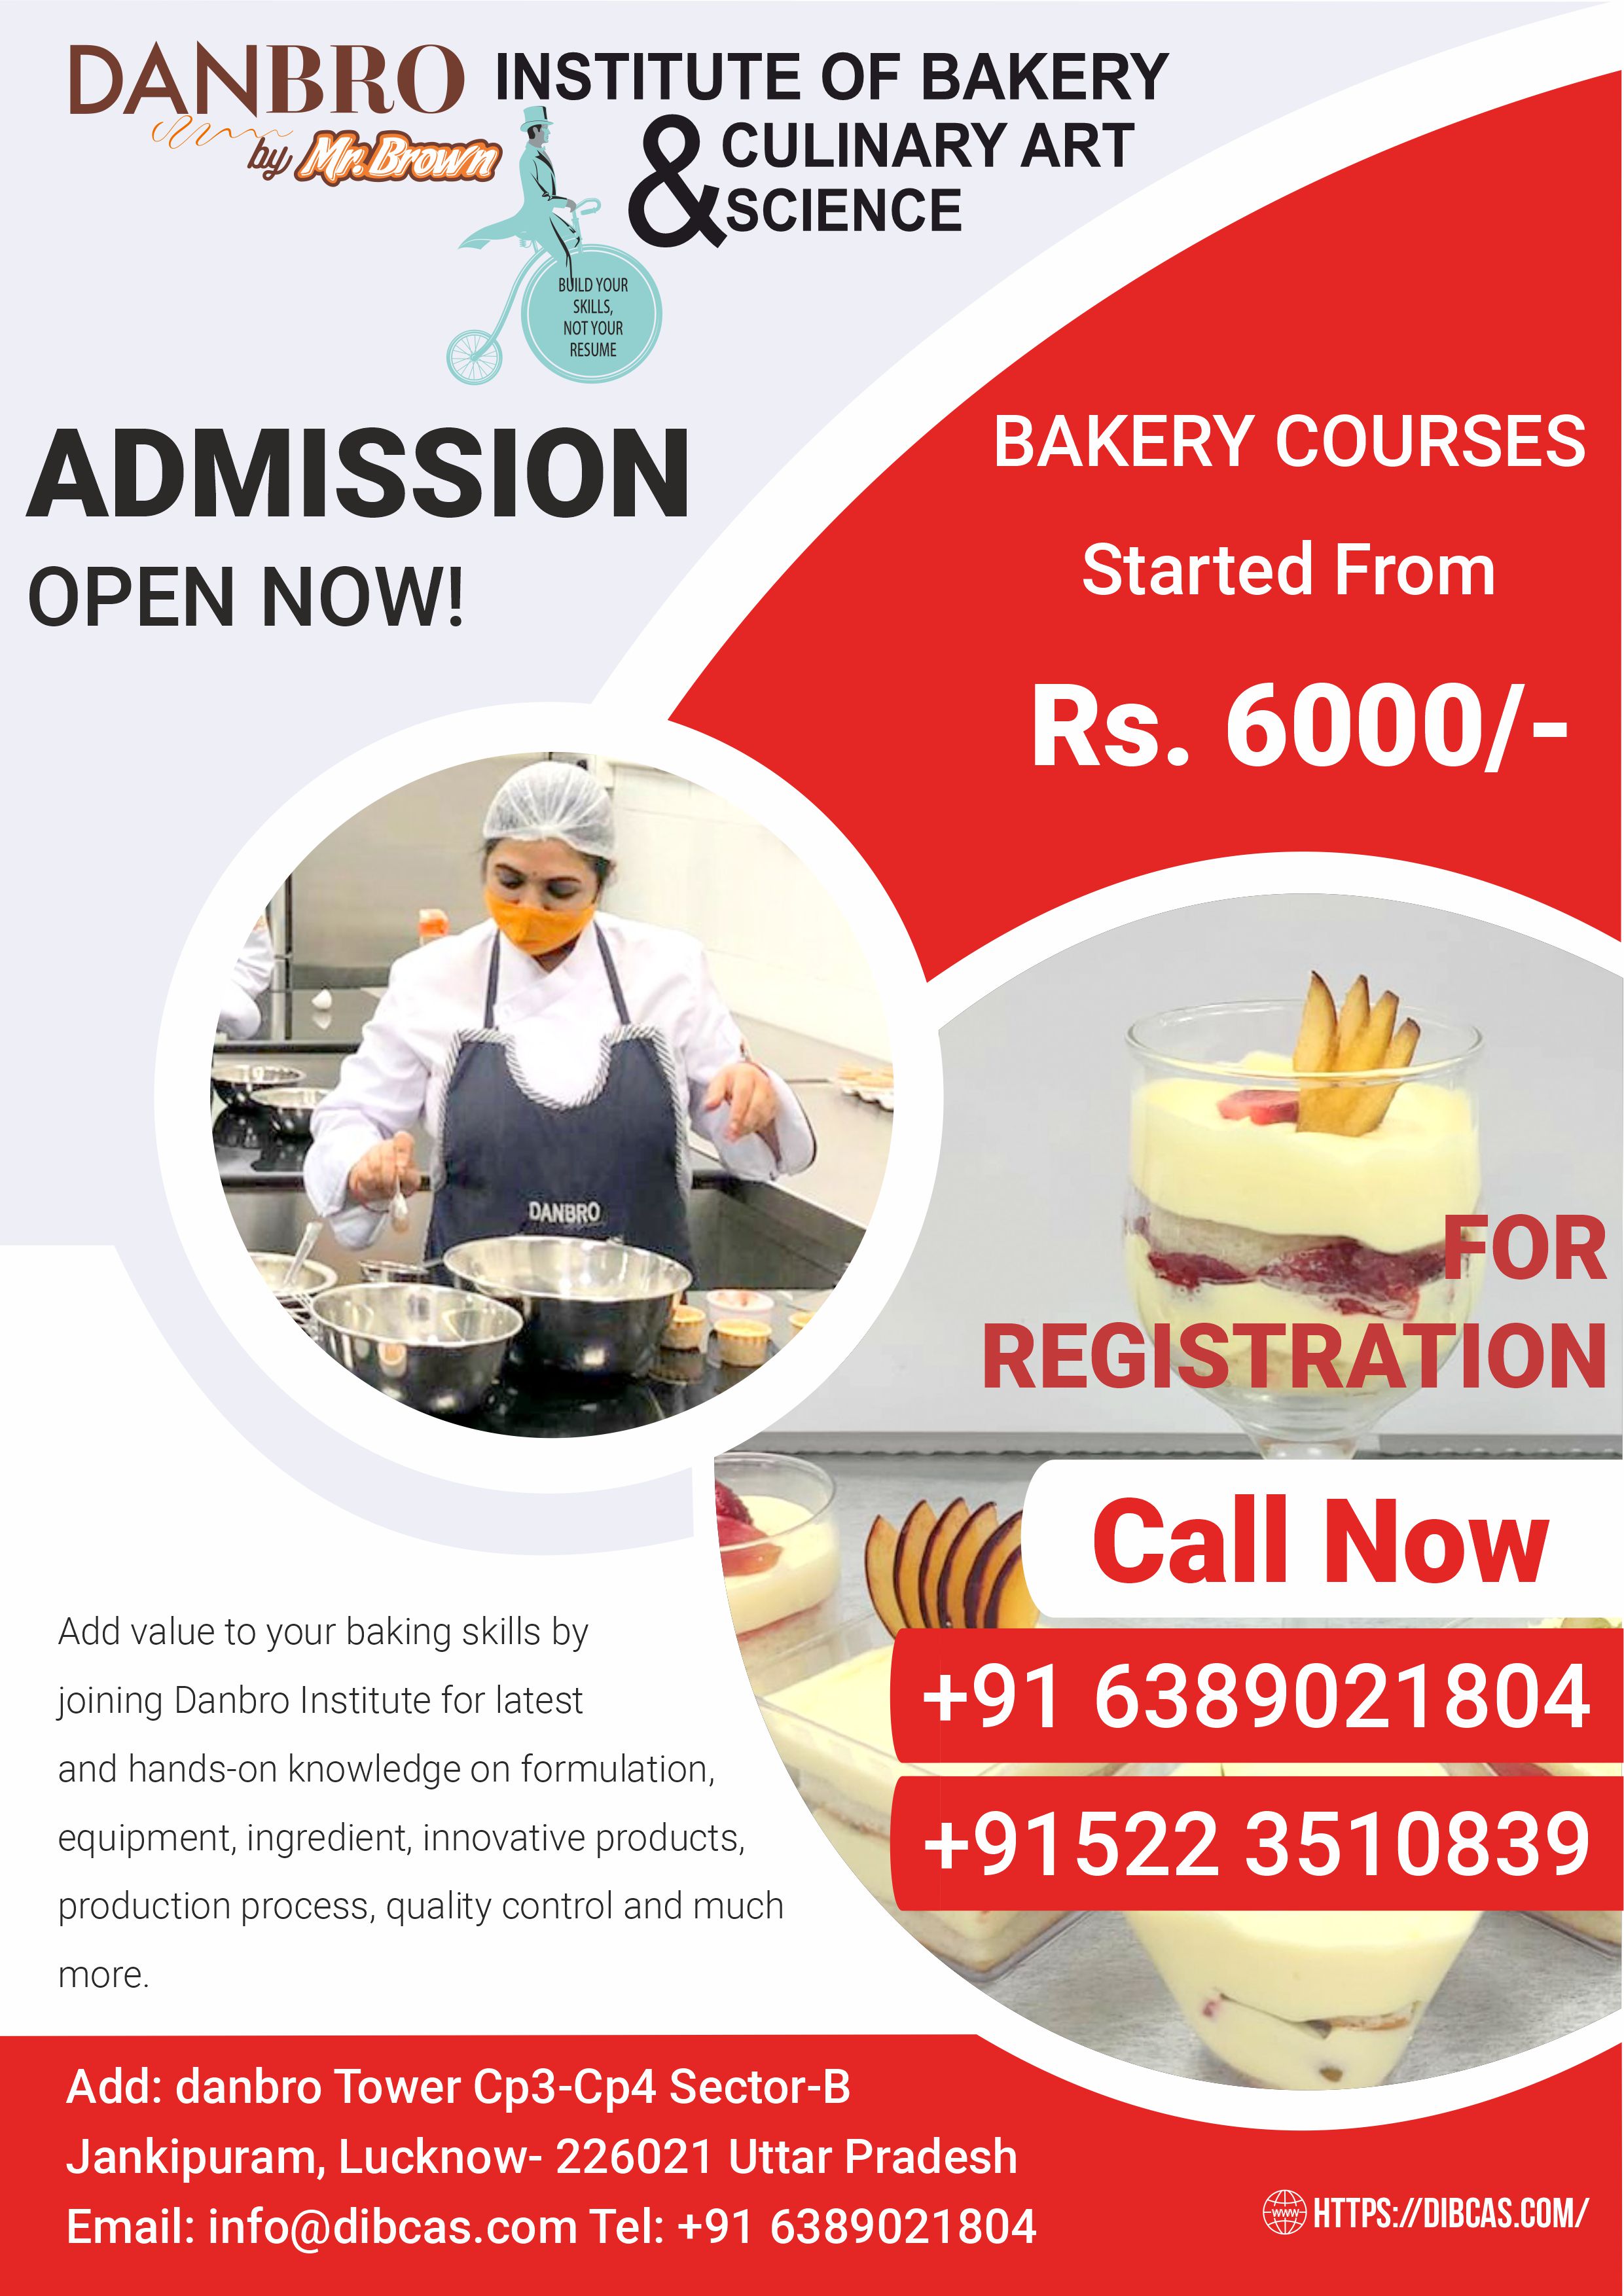 DANBRO INSTITUTE OF BAKERY
by Mr. Brown
& CULINARY ART
SCIENCE
BUILD YOUR
SKILLS,
NOT YOUR
RESUME
ADMISSION
OPEN NOW!
BAKERY COURSES
Started From
Rs. 6000/-
DANBRO
FOR
REGISTRATION
Call Now
+91 6389021804
+91522 3510839
Add value to your baking skills by
joining Danbro Institute for latest
and hands-on knowledge on formulation,
equipment, ingredient, innovative products,
production process, quality control and much
more.
Add: danbro Tower Cp3-Cp4 Sector-B
Jankipuram, Lucknow- 226021 Uttar Pradesh
Email: info@dibcas.com Tel: +91 6389021804
www HTTPS://DIBCAS.COM/